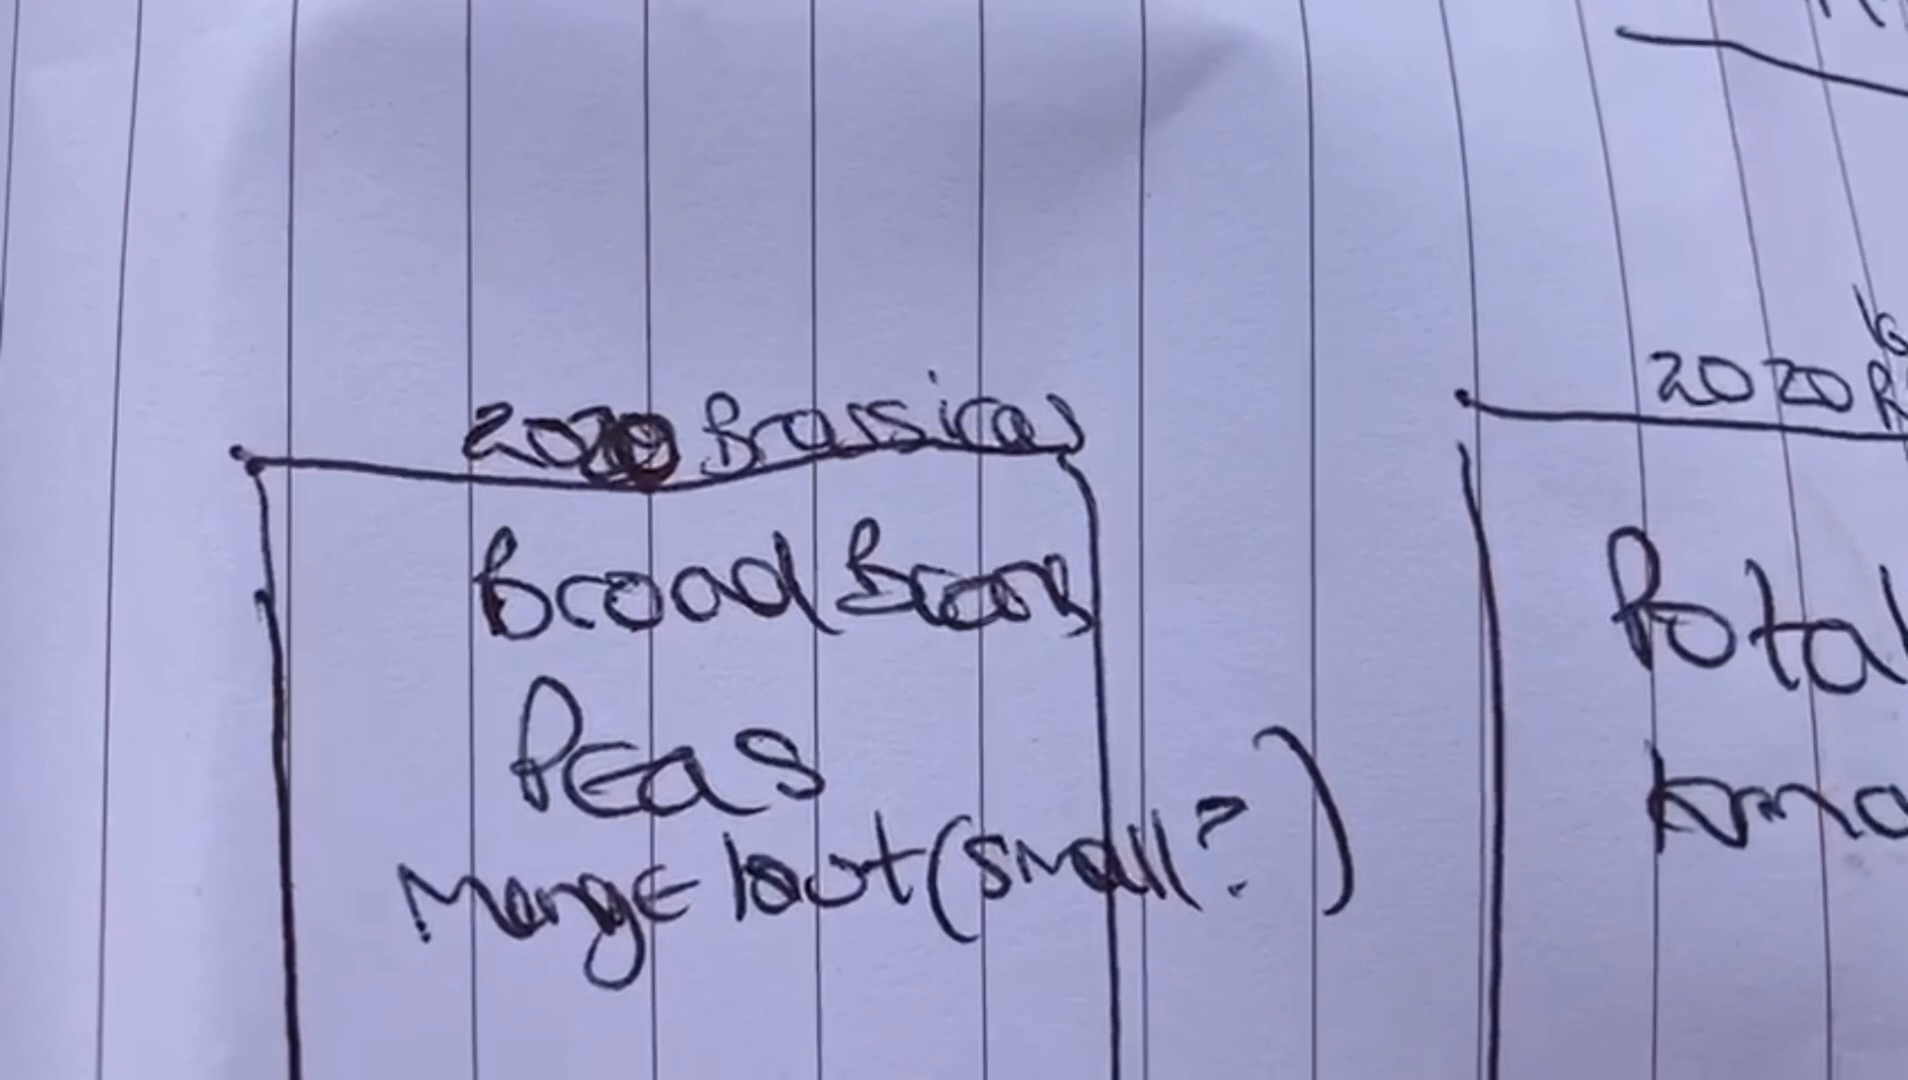 2020 Brassicas
Broad Beans
PEas
MangE tout (small?)
2020
Pota